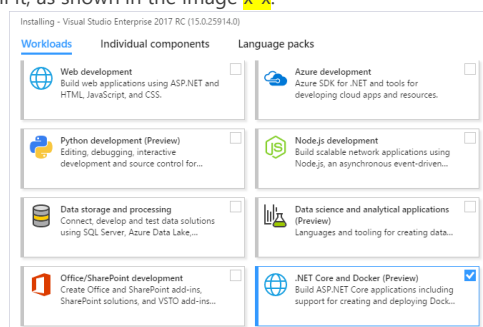 it, as shown in the image x-x.
Installing - Visual Studio Enterprise 2017 RC (15.0.25914.0)
Workloads Individual components Language packs
Web development
Build web applications using ASP.NET and
HTML, JavaScript, and CSS.
Azure development
Azure SDK for .NET and tools for
developing cloud apps and resources.
Python development (Preview)
Editing, debugging, interactive
development and source control for...
Node.js development
Build scalable network applications using
Node.js, an asynchronous event-driven...
Data storage and processing
Connect, develop and test data solutions
using SQL Server, Azure Data Lake,...
Data science and analytical applications
(Preview)
Languages and tooling for creating data...
Office/SharePoint development
Create Office and SharePoint add-ins,
SharePoint solutions, and VSTO add-ins...
.NET Core and Docker (Preview)
Build ASP.NET Core applications including
support for creating and deploying Dock...